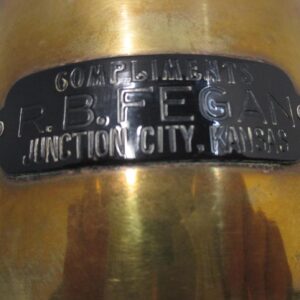 COMPLIMENTS
R.B. FEGAN
JUNCTION CITY, KANSAS